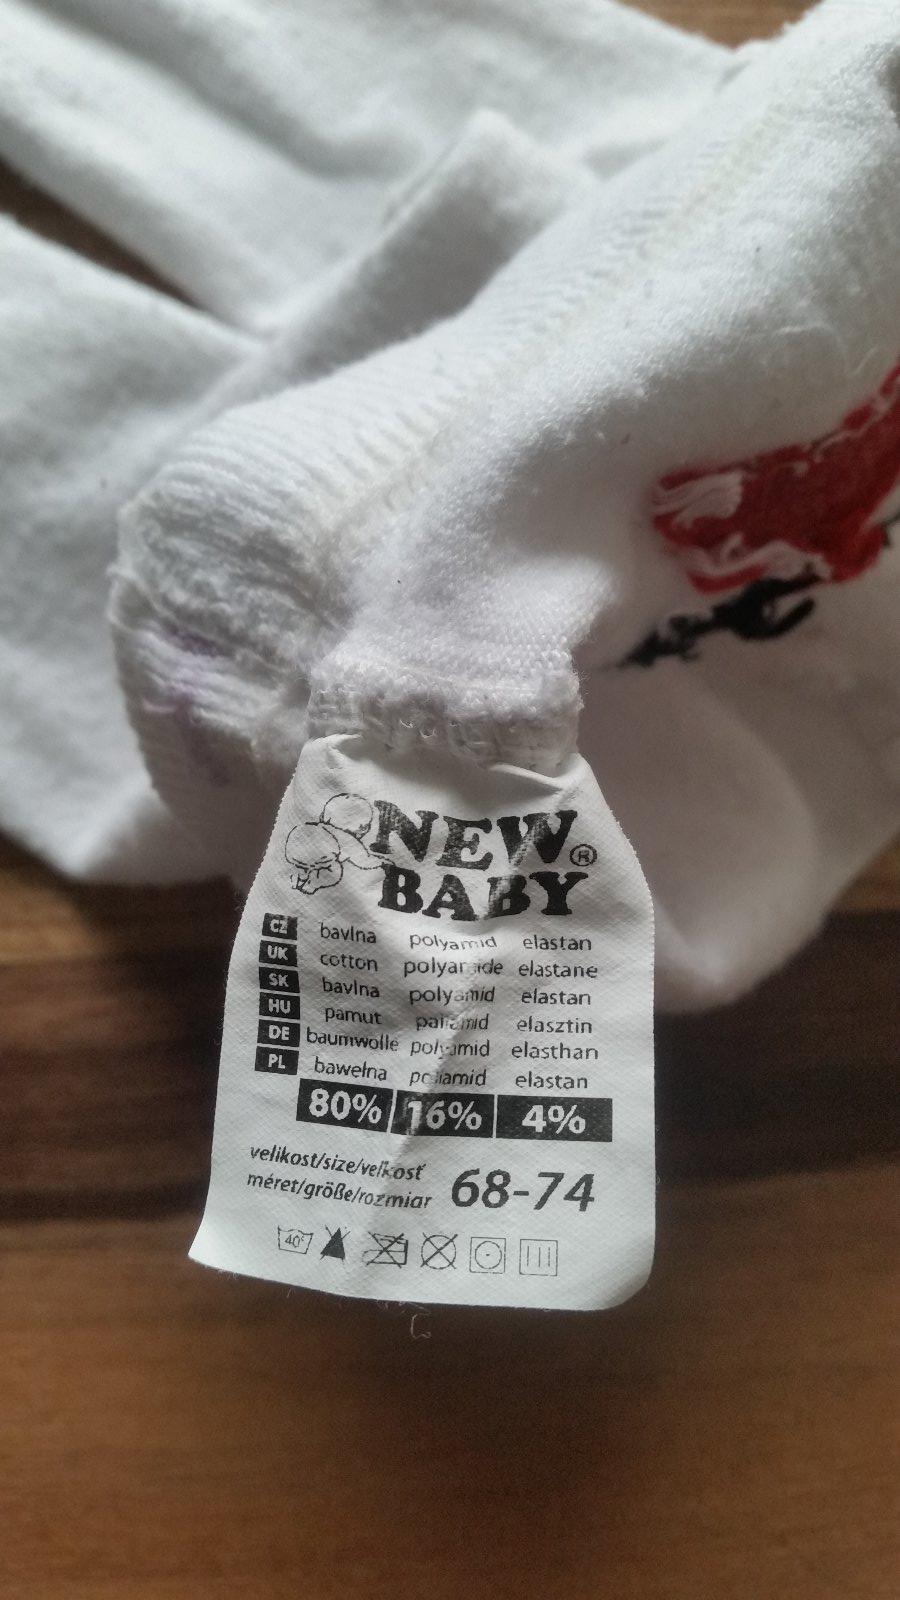 NEW®
BABY
CZ bavlna polyamid elastan
UK cotton polyamide elastane
SK bavlna polyamid elastan
HU pamut paliamid elasztin
DE baumwolle polyamid elasthan
PL bawełna poliamid elastan
80% 16% 4%
velikost/size/veľkosť
méret/größe/rozmiar 68-74
40°